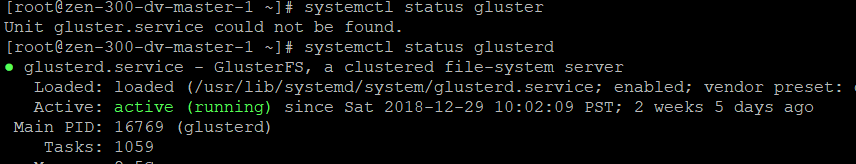 [root@zen-300-dv-master-1 ~]# systemctl status gluster
Unit gluster.service could not be found.
[root@zen-300-dv-master-1 ~]# systemctl status glusterd
● glusterd.service - GlusterFS, a clustered file-system server
Loaded: loaded (/usr/lib/systemd/system/glusterd.service; enabled; vendor preset:
Active: active (running) since Sat 2018-12-29 10:02:09 PST; 2 weeks 5 days ago
Main PID: 16769 (glusterd)
Tasks: 1059